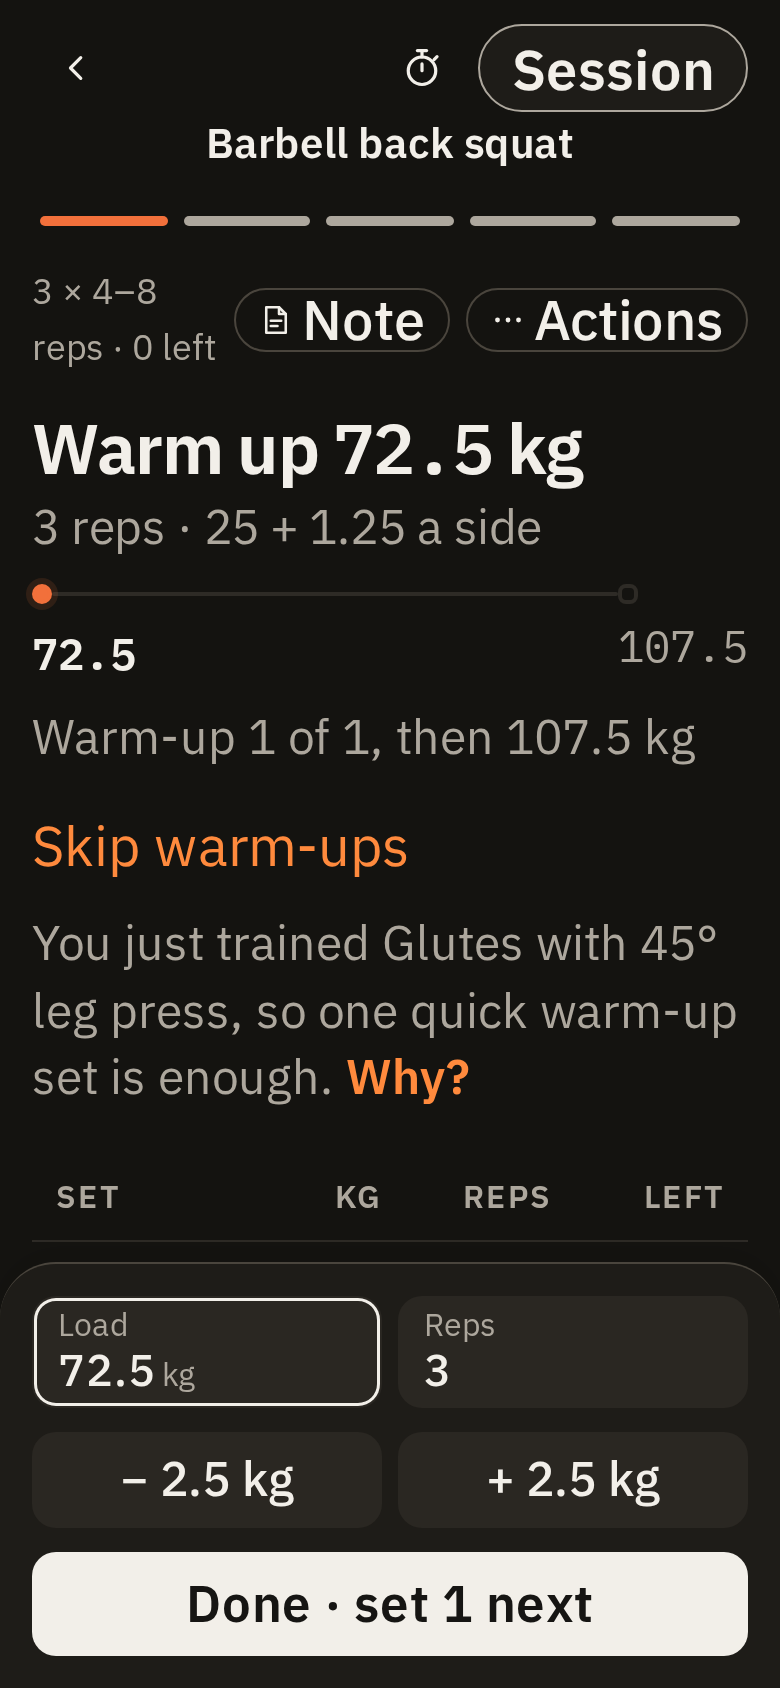 Session
Barbell back squat
3 × 4–8
reps · 0 left
Note
··· Actions
Warm up 72.5 kg
3 reps · 25 + 1.25 a side
72.5
107.5
Warm-up 1 of 1, then 107.5 kg
Skip warm-ups
You just trained Glutes with 45°
leg press, so one quick warm-up
set is enough. Why?
SET KG REPS LEFT
Load
72.5 kg
Reps
3
− 2.5 kg
+ 2.5 kg
Done · set 1 next